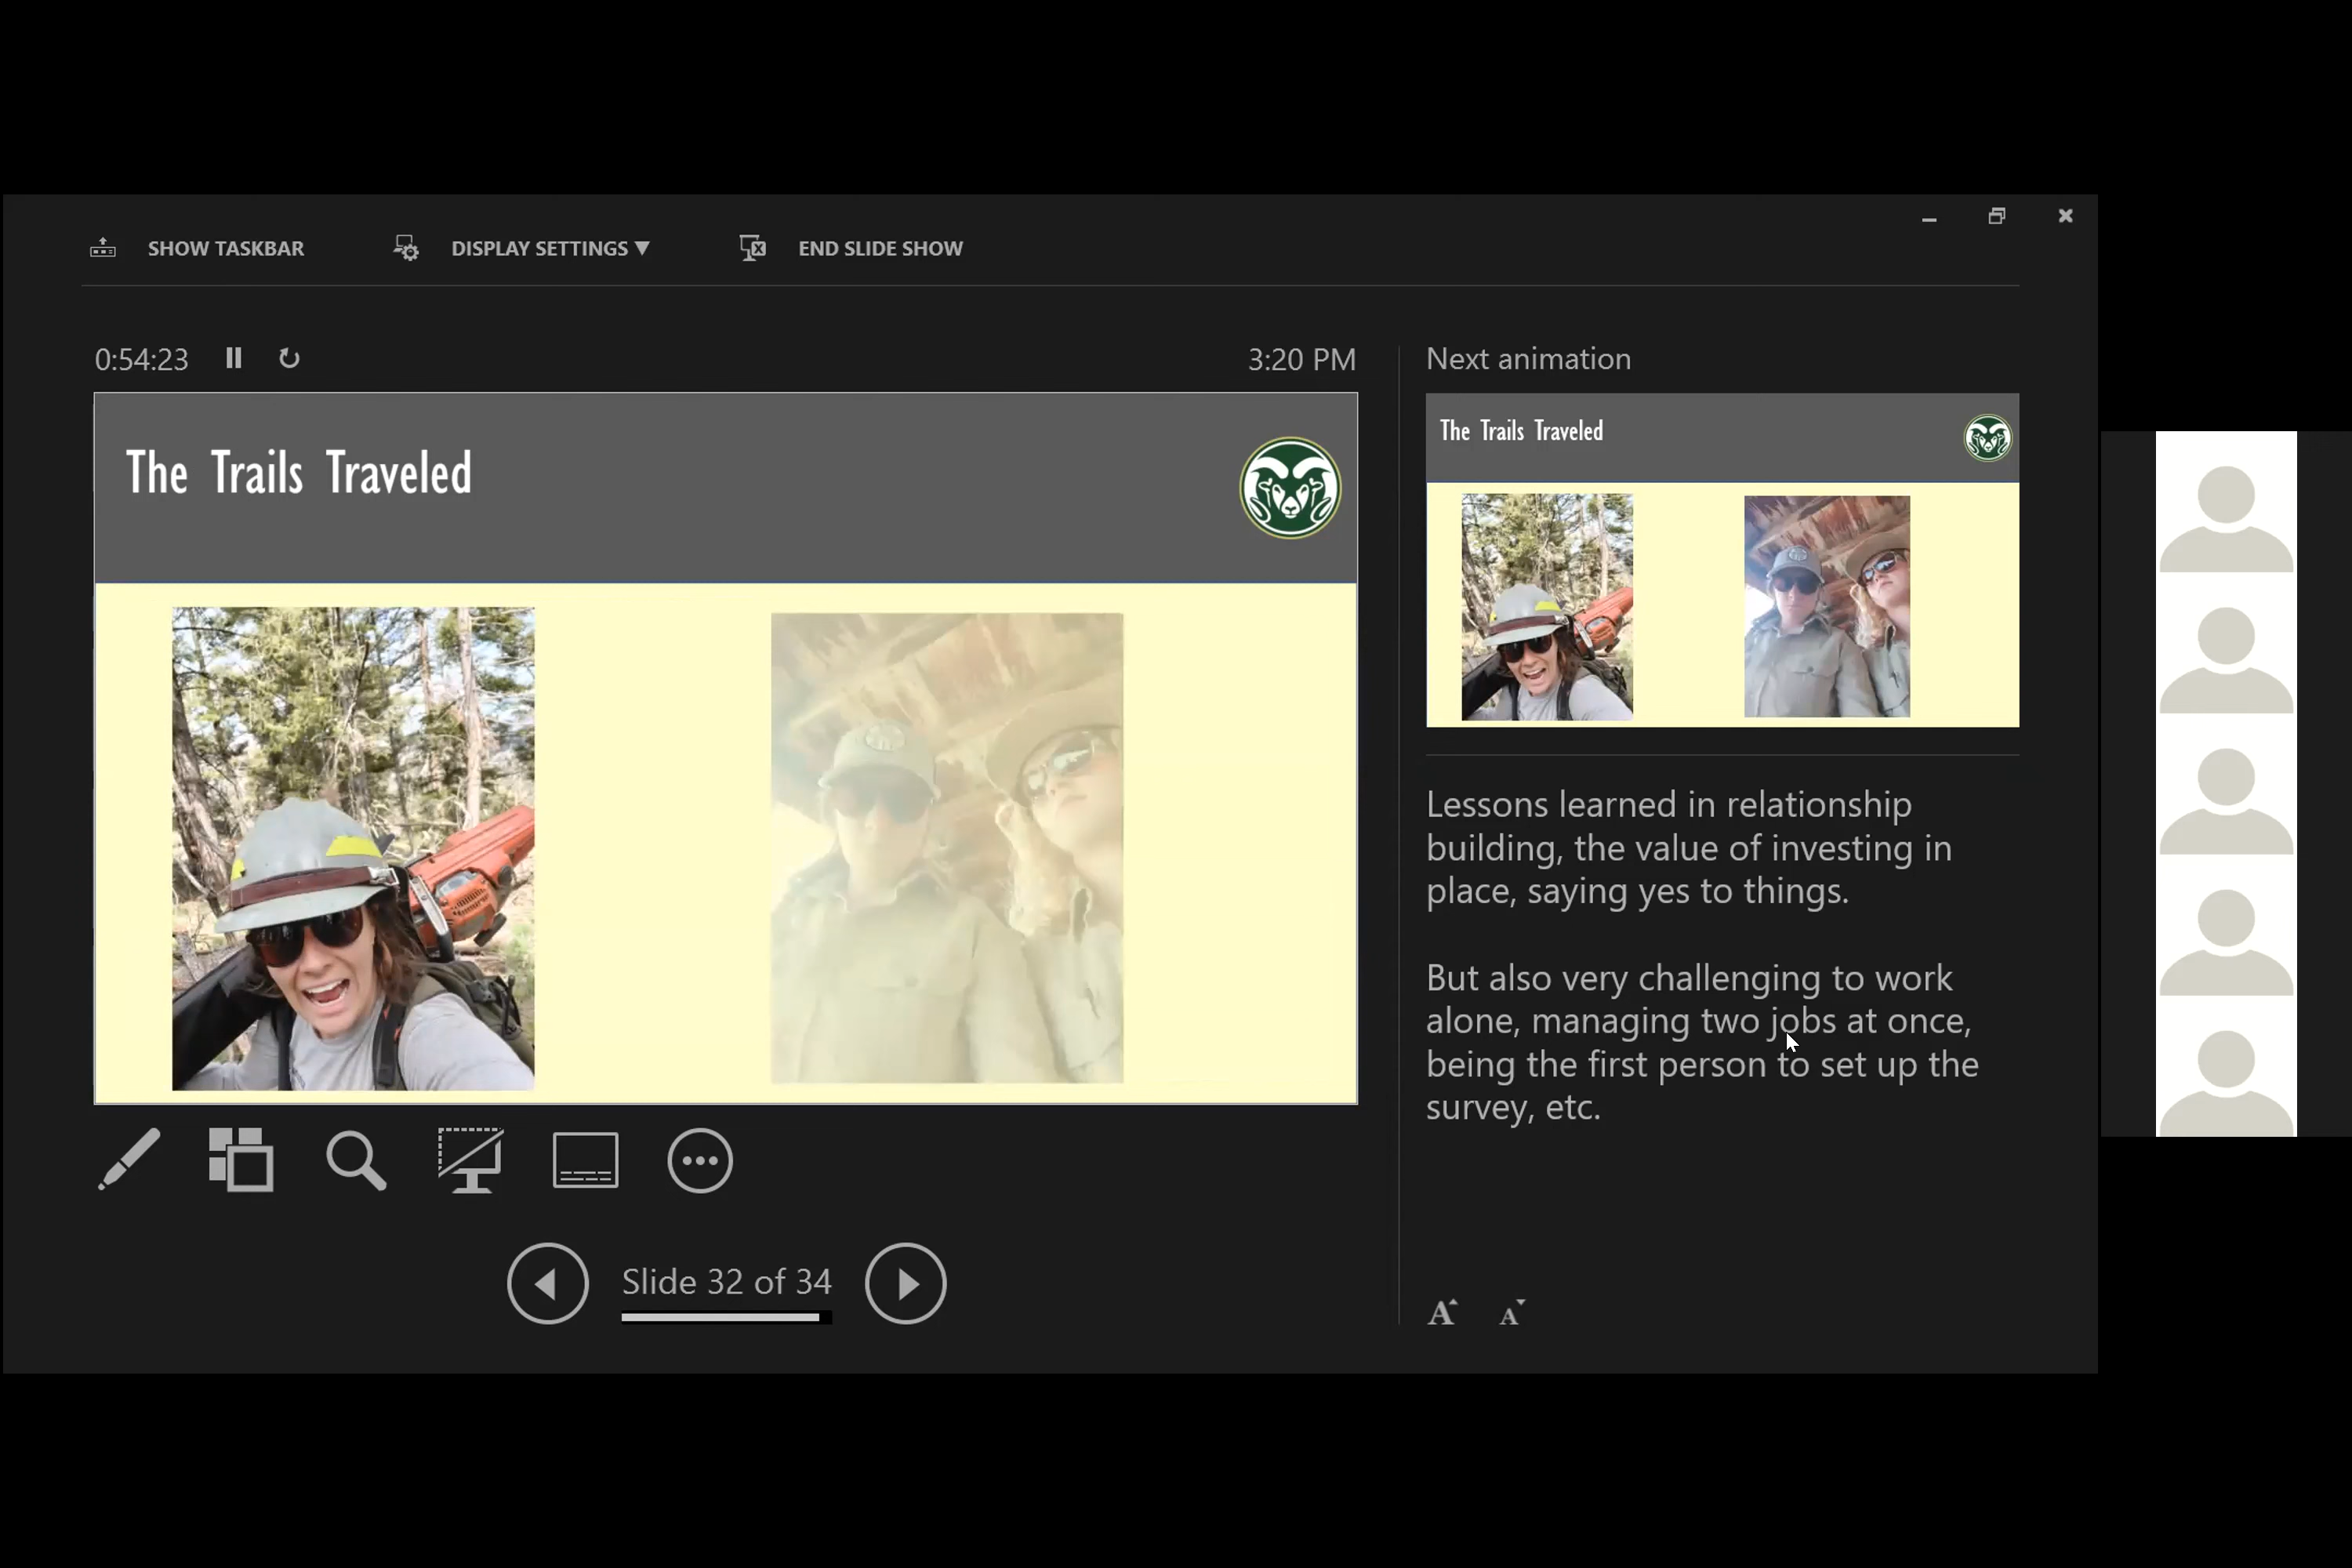 SHOW TASKBAR
DISPLAY SETTINGS ▼
END SLIDE SHOW
0:54:23
3:20 PM
The Trails Traveled
Slide 32 of 34
Next animation
The Trails Traveled
Lessons learned in relationship
building, the value of investing in
place, saying yes to things.
But also very challenging to work
alone, managing two jobs at once,
being the first person to set up the
survey, etc.
A A